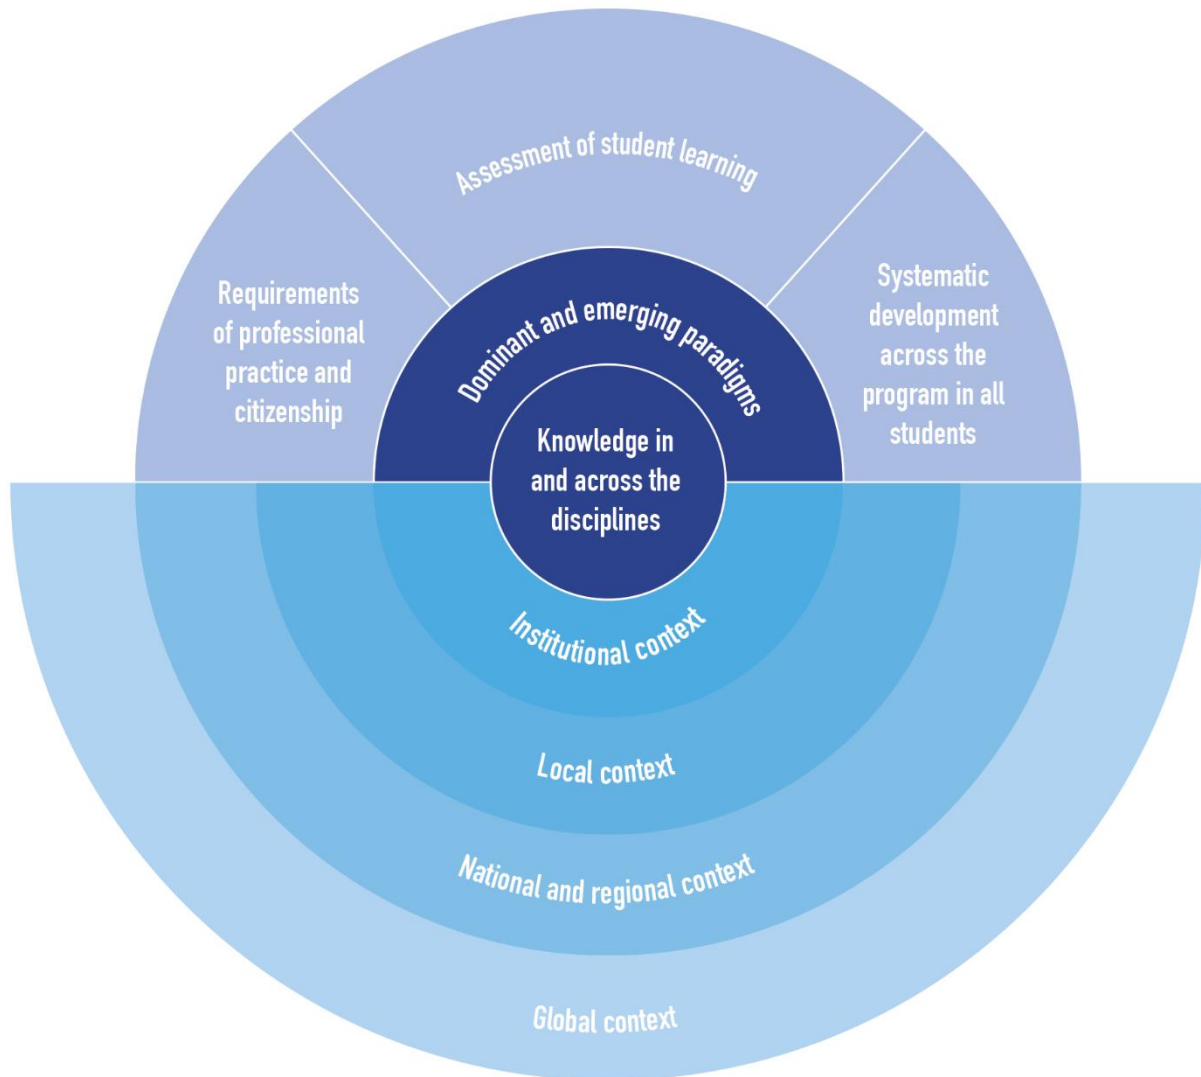 Assessment of student learning
Requirements
of professional
practice and
citizenship
Dominant and emerging paradigms
Systematic
development
across the
program in all
students
Knowledge in
and across the
disciplines
Institutional context
Local context
National and regional context
Global context